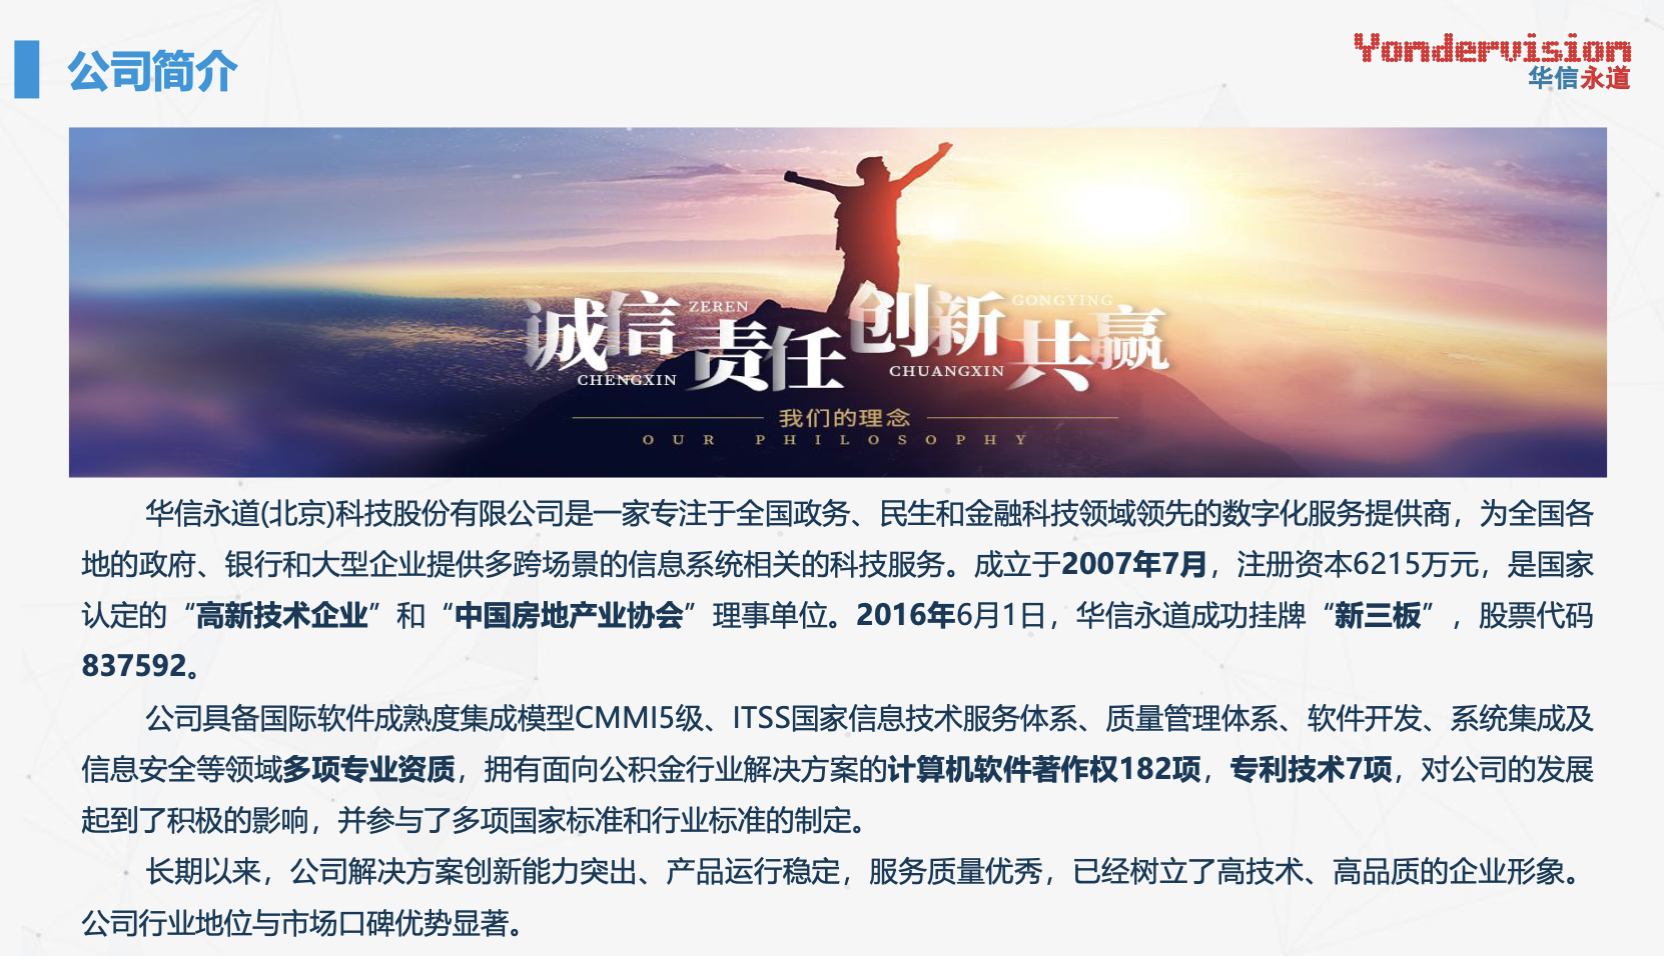 公司简介
Yondervision
华信永道
诚信 ZEREN 创新 GONGYING
CHENGXIN 责任 CHUANGXIN 共赢
我们的理念
OUR PHILOSOPHY
华信永道(北京)科技股份有限公司是一家专注于全国政务、民生和金融科技领域领先的数字化服务提供商，为全国各
地的政府、银行和大型企业提供多跨场景的信息系统相关的科技服务。成立于2007年7月，注册资本6215万元，是国家
认定的“高新技术企业”和“中国房地产业协会”理事单位。2016年6月1日，华信永道成功挂牌“新三板”，股票代码
837592。
公司具备国际软件成熟度集成模型CMMI5级、ITSS国家信息技术服务体系、质量管理体系、软件开发、系统集成及
信息安全等领域多项专业资质，拥有面向公积金行业解决方案的计算机软件著作权182项，专利技术7项，对公司的发展
起到了积极的影响，并参与了多项国家标准和行业标准的制定。
长期以来，公司解决方案创新能力突出、产品运行稳定，服务质量优秀，已经树立了高技术、高品质的企业形象。
公司行业地位与市场口碑优势显著。